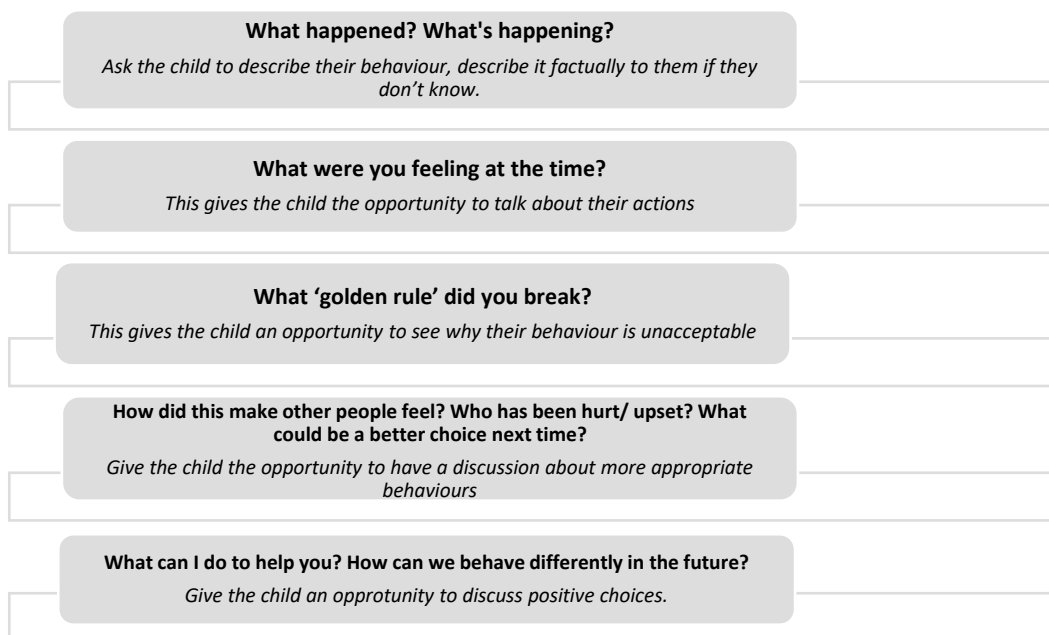 What happened? What's happening?
Ask the child to describe their behaviour, describe it factually to them if they
don't know.
What were you feeling at the time?
This gives the child the opportunity to talk about their actions
What ‘golden rule’ did you break?
This gives the child an opportunity to see why their behaviour is unacceptable
How did this make other people feel? Who has been hurt/ upset? What
could be a better choice next time?
Give the child the opportunity to have a discussion about more appropriate
behaviours
What can I do to help you? How can we behave differently in the future?
Give the child an opprotunity to discuss positive choices.